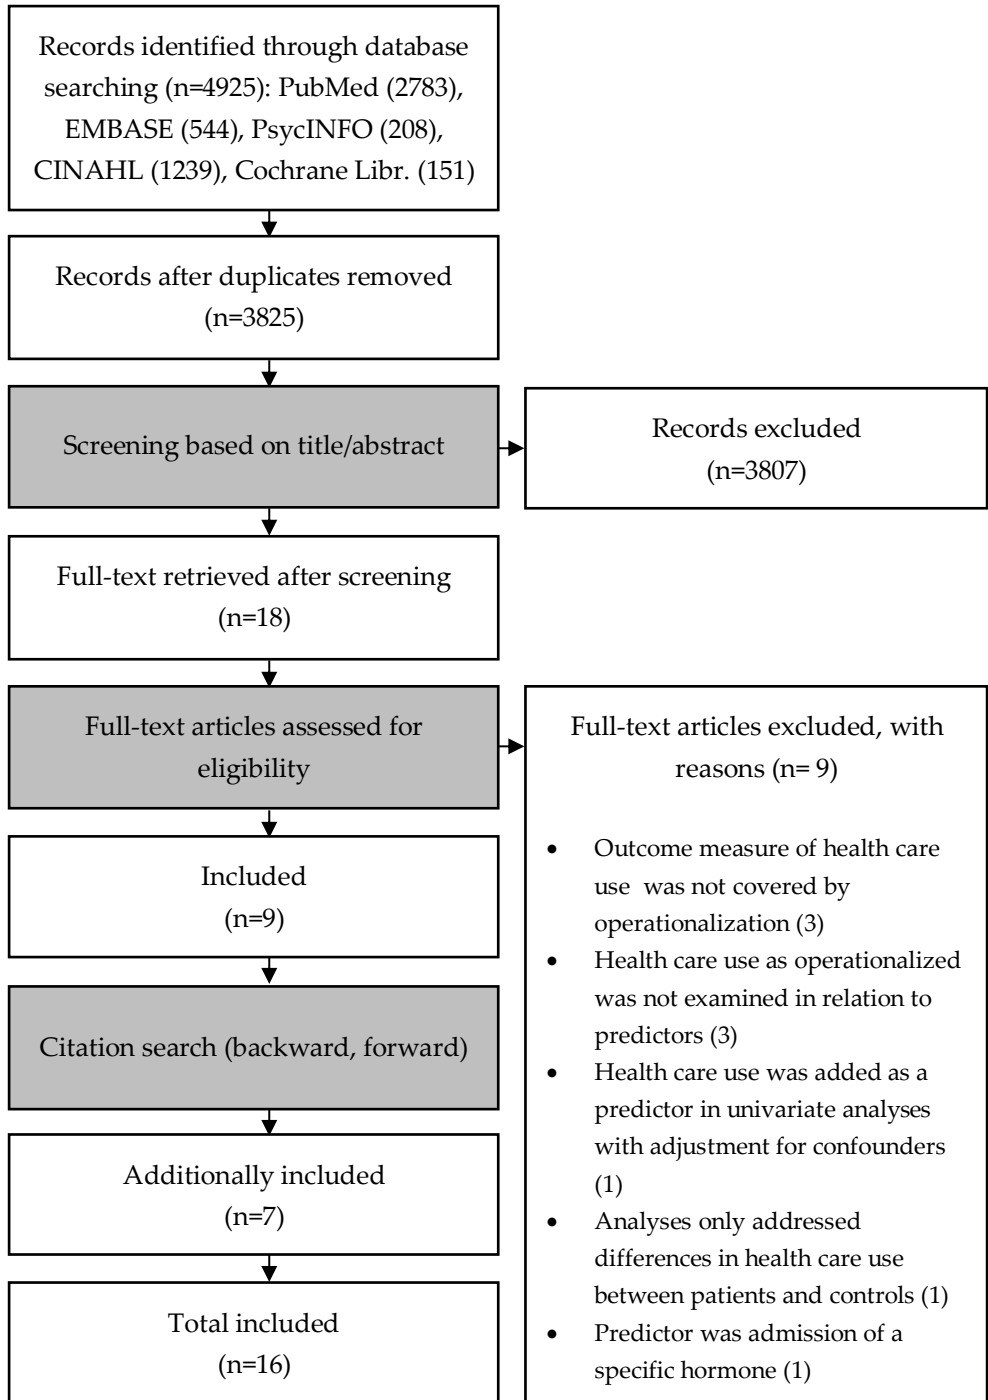 Records identified through database
searching (n=4925): PubMed (2783),
EMBASE (544), PsycINFO (208),
CINAHL (1239), Cochrane Libr. (151)
Records after duplicates removed
(n=3825)
Screening based on title/abstract
Records excluded
(n=3807)
Full-text retrieved after screening
(n=18)
Full-text articles assessed for
eligibility
Full-text articles excluded, with
reasons (n= 9)
• Outcome measure of health care
use was not covered by
operationalization (3)
• Health care use as operationalized
was not examined in relation to
predictors (3)
• Health care use was added as a
predictor in univariate analyses
with adjustment for confounders
(1)
• Analyses only addressed
differences in health care use
between patients and controls (1)
• Predictor was admission of a
specific hormone (1)
Included
(n=9)
Citation search (backward, forward)
Additionally included
(n=7)
Total included
(n=16)